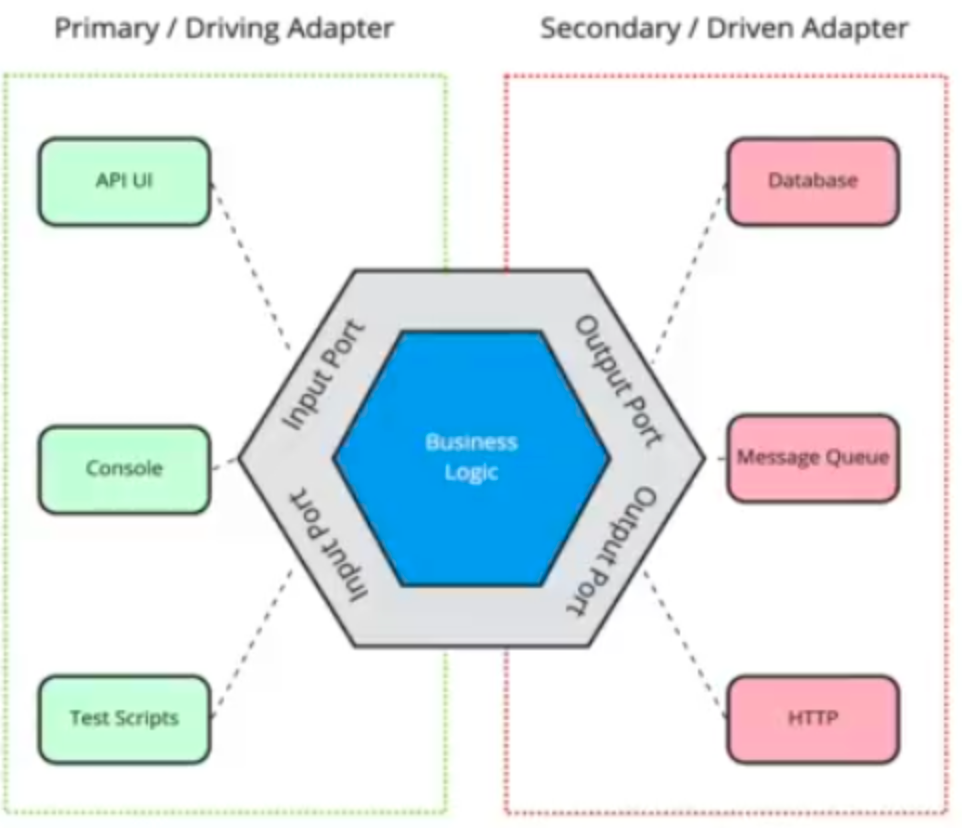 Primary / Driving Adapter
Secondary / Driven Adapter
API UI
Database
Input Port
Output Port
Business
Logic
Console
Message Queue
Input Port
Output Port
Test Scripts
HTTP